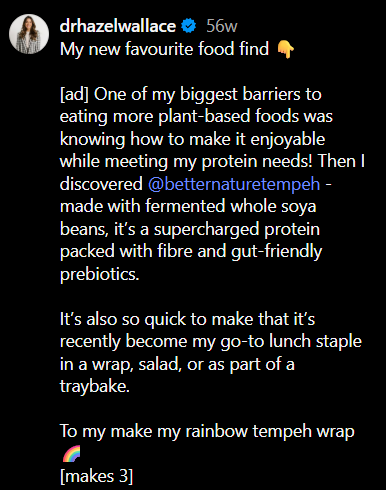 drhazelwallace 56w
My new favourite food find 👇
[ad] One of my biggest barriers to
eating more plant-based foods was
knowing how to make it enjoyable
while meeting my protein needs! Then I
discovered @betternaturetempeh -
made with fermented whole soya
beans, it’s a supercharged protein
packed with fibre and gut-friendly
prebiotics.
It’s also so quick to make that it’s
recently become my go-to lunch staple
in a wrap, salad, or as part of a
traybake.
To my make my rainbow tempeh wrap
🌈
[makes 3]